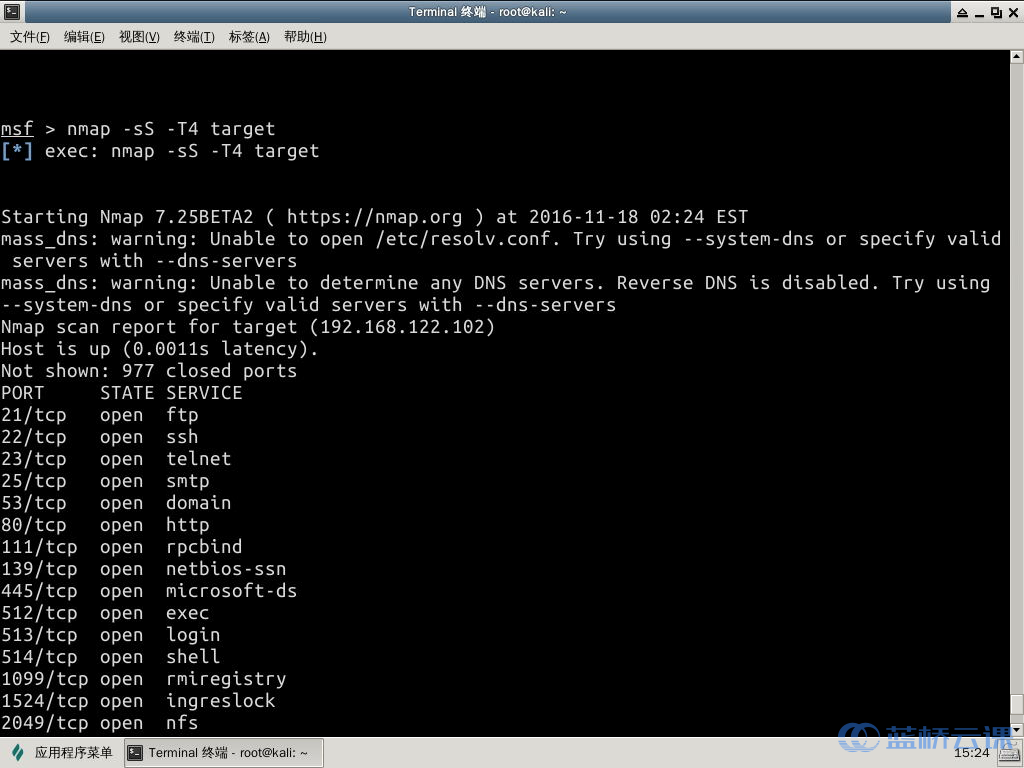 Terminal 终端 - root@kali: ~
文件(F) 编辑(E) 视图(V) 终端(T) 标签(A) 帮助(H)
msf > nmap -sS -T4 target
[*] exec: nmap -sS -T4 target
Starting Nmap 7.25BETA2 ( https://nmap.org ) at 2016-11-18 02:24 EST
mass_dns: warning: Unable to open /etc/resolv.conf. Try using --system-dns or specify valid
servers with --dns-servers
mass_dns: warning: Unable to determine any DNS servers. Reverse DNS is disabled. Try using
--system-dns or specify valid servers with --dns-servers
Nmap scan report for target (192.168.122.102)
Host is up (0.0011s latency).
Not shown: 977 closed ports
PORT STATE SERVICE
21/tcp open ftp
22/tcp open ssh
23/tcp open telnet
25/tcp open smtp
53/tcp open domain
80/tcp open http
111/tcp open rpcbind
139/tcp open netbios-ssn
445/tcp open microsoft-ds
512/tcp open exec
513/tcp open login
514/tcp open shell
1099/tcp open rmiregistry
1524/tcp open ingreslock
2049/tcp open nfs
蓝桥云课
应用程序菜单 Terminal 终端 - root@kali: ~ 15:24